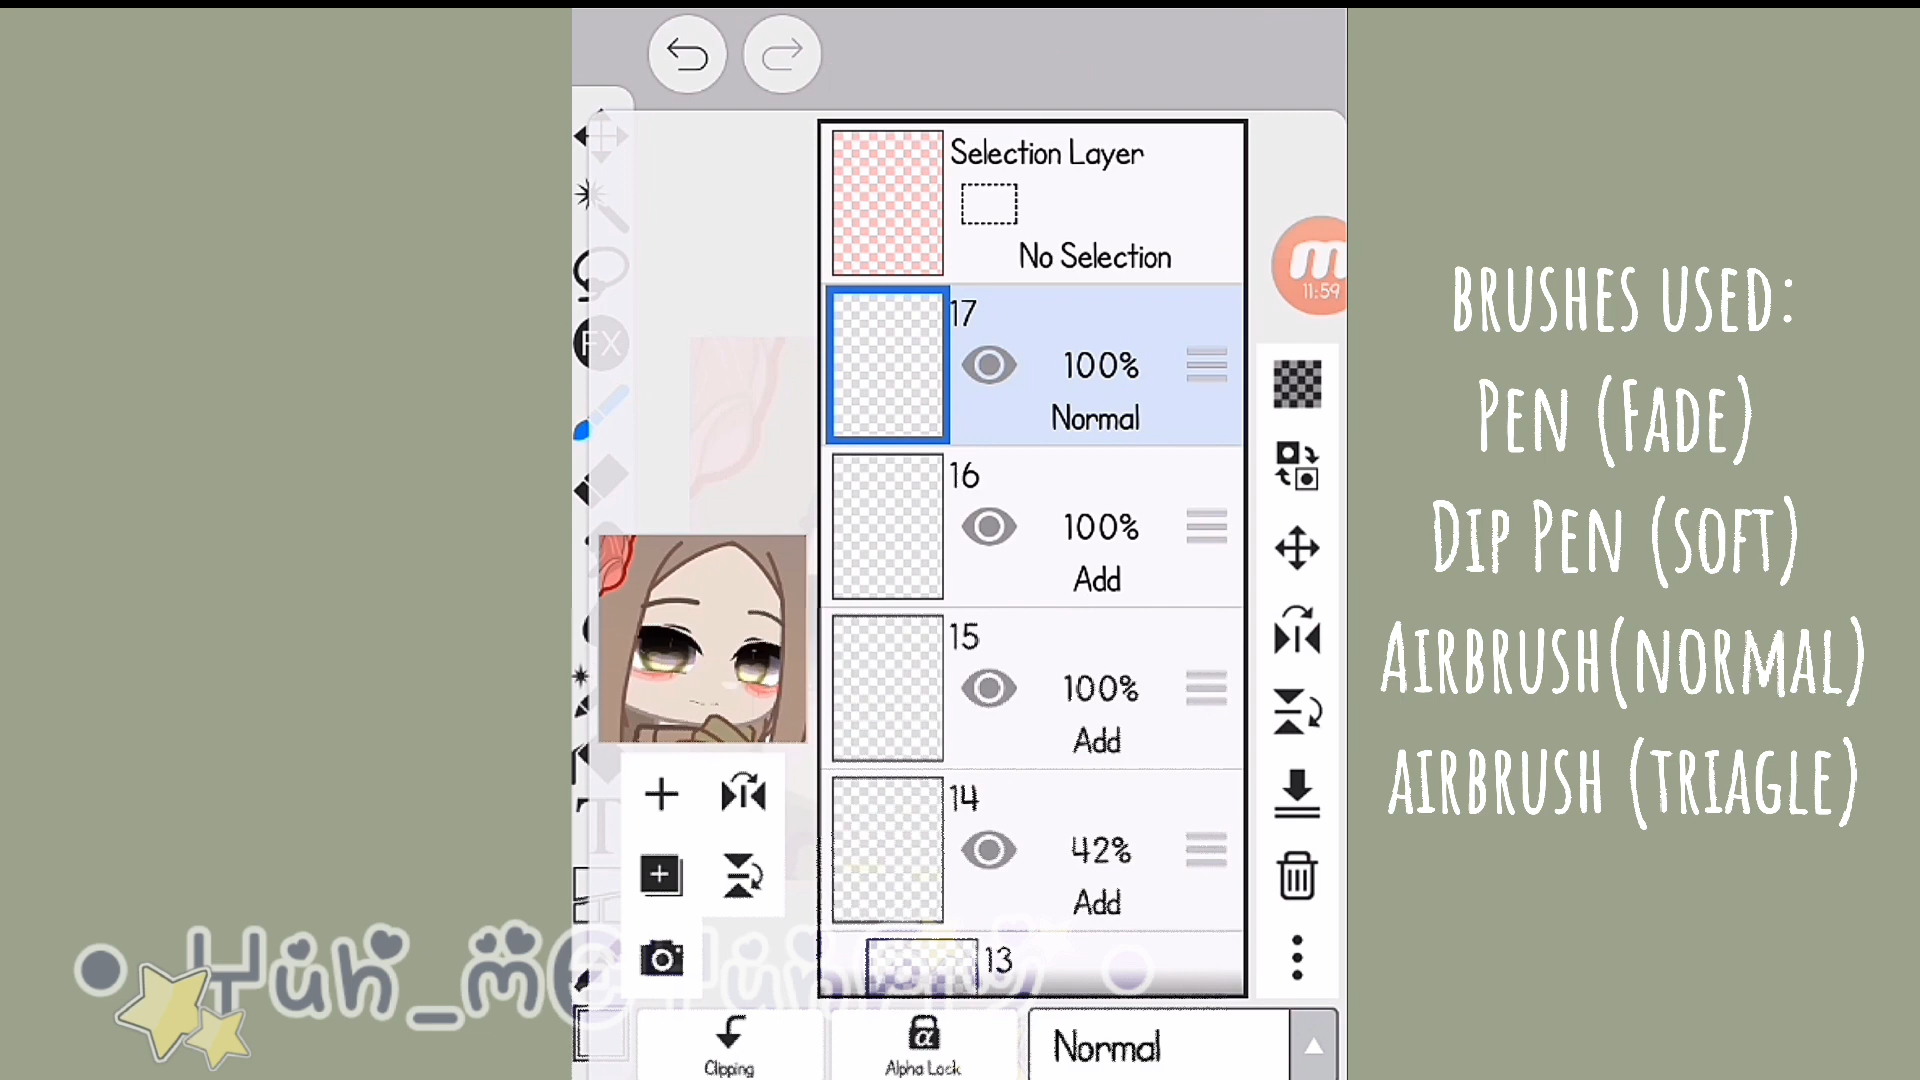 Selection Layer
No Selection
17
100%
Normal
16
100%
Add
15
100%
Add
14
42%
Add
13
Clipping
Alpha Lock
Normal
11:59
FX
T
BRUSHES USED:
PEN (FADE)
DIP PEN (SOFT)
AIRBRUSH(NORMAL)
AIRBRUSH (TRIAGLE)